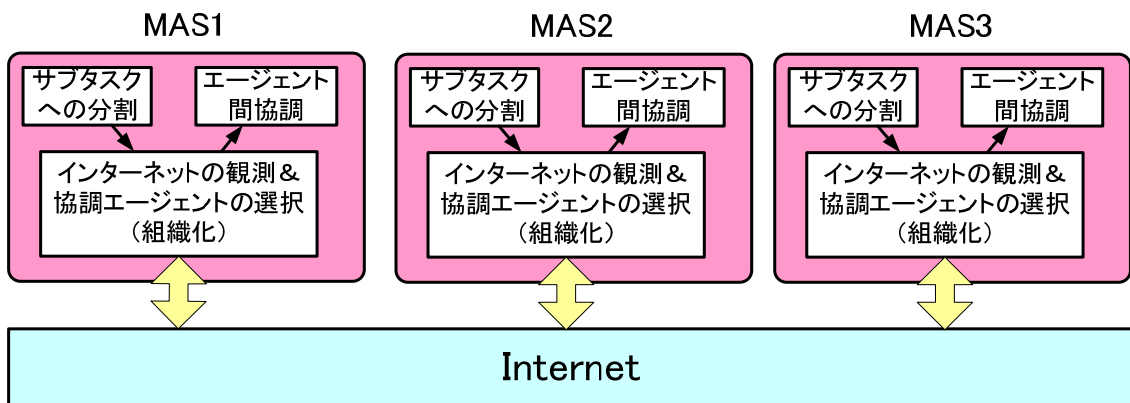 MAS1
サブタスク
への分割
エージェント
間協調
インターネットの観測&
協調エージェントの選択
(組織化)
MAS2
サブタスク
への分割
エージェント
間協調
インターネットの観測&
協調エージェントの選択
(組織化)
MAS3
サブタスク
への分割
エージェント
間協調
インターネットの観測&
協調エージェントの選択
(組織化)
Internet